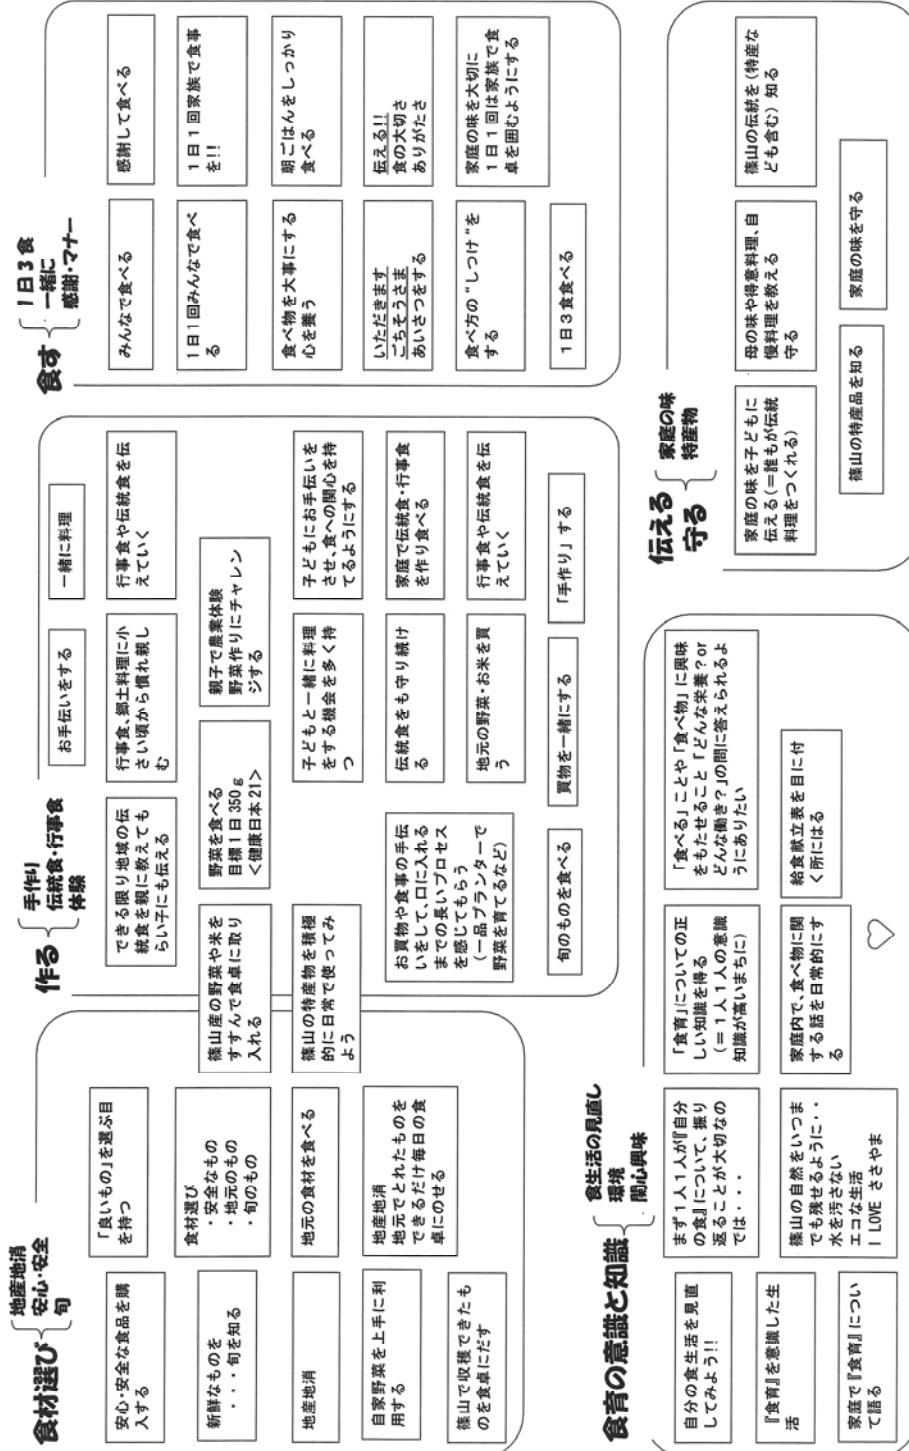 食材選び
地産地消
安心・安全
旬
安心・安全な食品を購
入する
「良いもの」を選ぶ目
を持つ
新鮮なものを
・・・旬を知る
食材選び
・安全なもの
・地元のもの
・旬のもの
地産地消
地元の食材を食べる
自家野菜を上手に利
用する
地産地消
地元でとれたものを
できるだけ毎日の食
卓にのせる
篠山で収穫できたも
のを食卓にだす
篠山産の野菜や米を
すすんで食卓に取り
入れる
篠山の特産物を積極
的に日常で使ってみ
よう
作る
手作り
伝統食・行事食
体験
お手伝いをする
一緒に料理
できる限り地域の伝
統食を親に教えても
らい子にも伝える
行事食、郷土料理に小
さい頃から慣れ親し
む
行事食や伝統食を伝
えていく
野菜を食べる
目標1日350g
<健康日本21>
親子で農業体験
野菜作りにチャレン
ジする
子どもと一緒に料理
をする機会を多く持
つ
子どもにお手伝いを
させ、食への関心を持
てるようにする
お買物や食事の手伝
いをして、口に入れる
までの長いプロセス
を感じてもらう
(一品プランターで
野菜を育てるなど)
伝統食をも守り続け
る
家庭で伝統食・行事食
を作り食べる
地元の野菜・お米を買
う
行事食や伝統食を伝
えていく
旬のものを食べる
買物を一緒にする
「手作り」する
食す
1日3食
一緒に
感謝・マナー
みんなで食べる
感謝して食べる
1日1回みんなで食べ
る
1日1回家族で食事
を!!
食べ物を大事にする
心を養う
朝ごはんをしっかり
食べる
いただきます
ごちそうさま
あいさつをする
伝える!!
食の大切さ
ありがたさ
食べ方の"しつけ"を
する
家庭の味を大切に
1日1回は家族で食
卓を囲むようにする
1日3食食べる
食育の意識と知識
食生活の見直し
環境
関心興味
自分の食生活を見直
してみよう!!
まず1人1人が『自分
の食』について、振り
返ることが大切なの
では・・・
「食育」についての正
しい知識を得る
(=1人1人の意識
知識が高いまちに)
「食べる」ことや「食べ物」に興味
をもたせること「どんな栄養?or
どんな働き?」の問に答えられるよ
うにありたい
『食育』を意識した生
活
篠山の自然をいつま
でも残せるように・・
水を汚さない
エコな生活
I LOVE ささやま
家庭内で、食べ物に関
する話を日常的にす
る
給食献立表を目に付
く所にはる
家庭で『食育』につい
て語る
伝える
守る
家庭の味
特産物
家庭の味を子どもに
伝える(=誰もが伝統
料理をつくれる)
母の味や得意料理、自
慢料理を教える
守る
篠山の伝統を(特産な
ども含む)知る
篠山の特産品を知る
家庭の味を守る